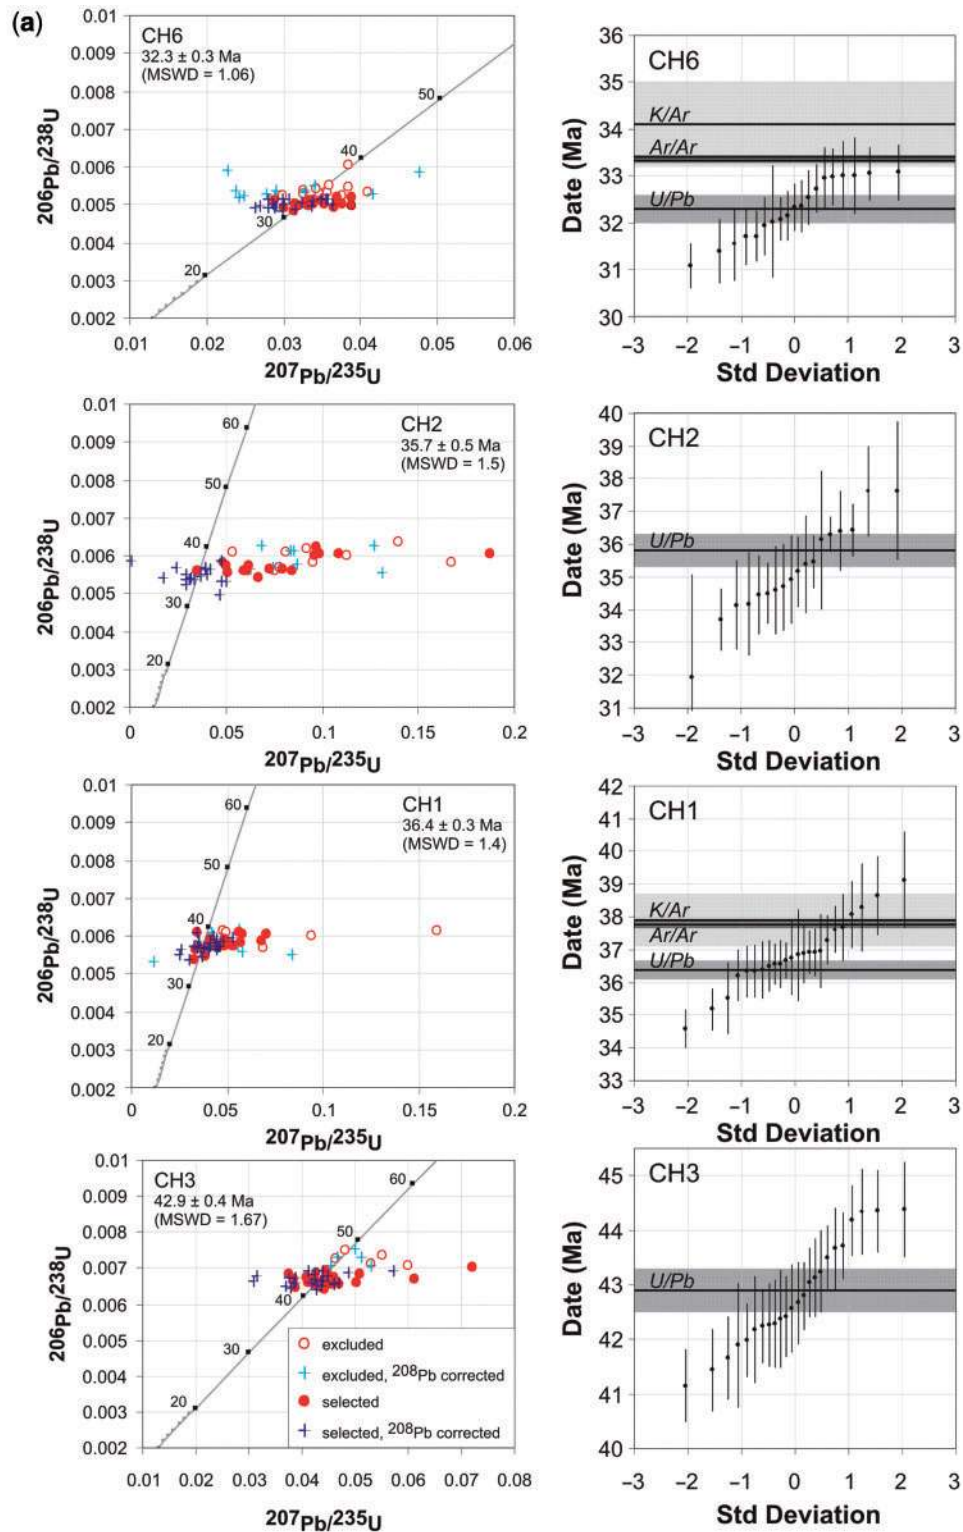 (a)
CH6
32.3 ± 0.3 Ma
(MSWD = 1.06)
0.01
0.009
0.008
0.007
0.006
0.005
0.004
0.003
0.002
50
40
30
20
0.01 0.02 0.03 0.04 0.05 0.06
206Pb/238U
207Pb/235U
CH6
36
35
34
33
32
31
30
K/Ar
Ar/Ar
U/Pb
−3 −2 −1 0 1 2 3
Date (Ma)
Std Deviation
CH2
35.7 ± 0.5 Ma
(MSWD = 1.5)
0.01
0.009
0.008
0.007
0.006
0.005
0.004
0.003
0.002
60
50
40
30
20
0 0.05 0.1 0.15 0.2
206Pb/238U
207Pb/235U
CH2
40
39
38
37
36
35
34
33
32
31
U/Pb
−3 −2 −1 0 1 2 3
Date (Ma)
Std Deviation
CH1
36.4 ± 0.3 Ma
(MSWD = 1.4)
0.01
0.009
0.008
0.007
0.006
0.005
0.004
0.003
0.002
60
50
40
30
20
0 0.05 0.1 0.15 0.2
206Pb/238U
207Pb/235U
CH1
42
41
40
39
38
37
36
35
34
33
K/Ar
Ar/Ar
U/Pb
−3 −2 −1 0 1 2 3
Date (Ma)
Std Deviation
CH3
42.9 ± 0.4 Ma
(MSWD = 1.67)
0.01
0.009
0.008
0.007
0.006
0.005
0.004
0.003
0.002
60
50
40
30
20
excluded
excluded, 208Pb corrected
selected
selected, 208Pb corrected
0.01 0.02 0.03 0.04 0.05 0.06 0.07 0.08
206Pb/238U
207Pb/235U
CH3
45
44
43
42
41
40
U/Pb
−3 −2 −1 0 1 2 3
Date (Ma)
Std Deviation